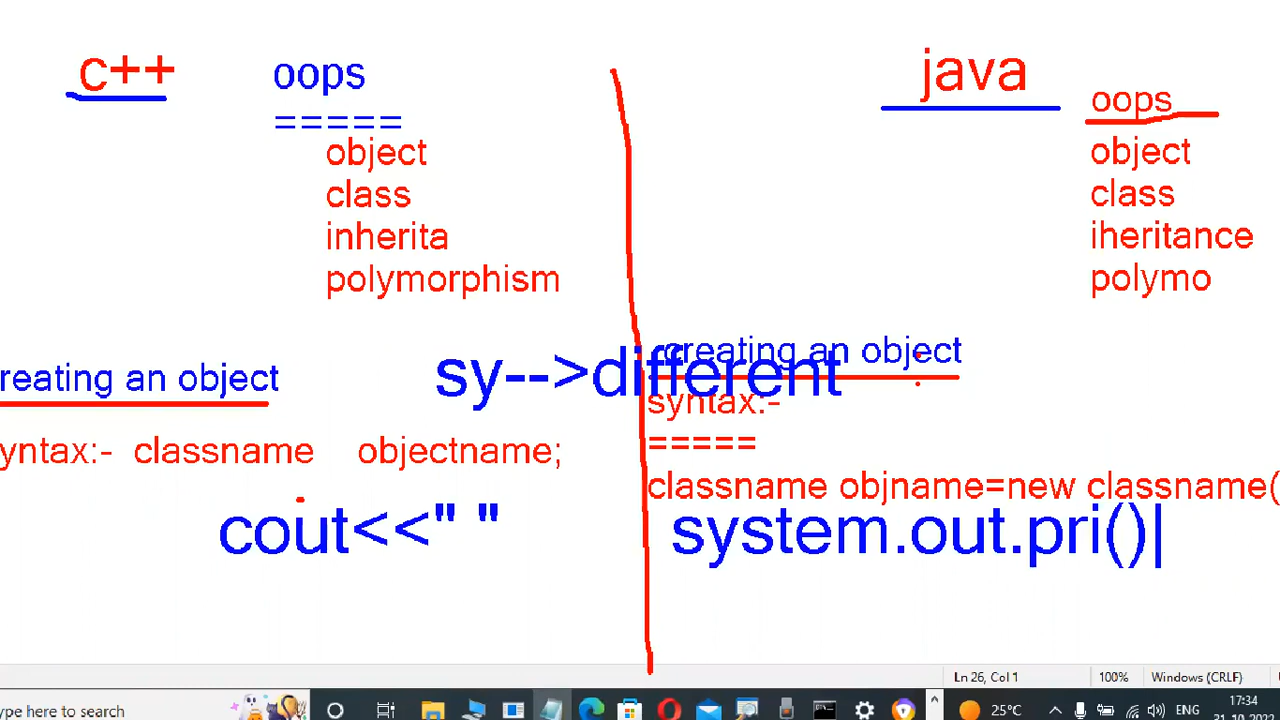 c++
oops
=====
object
class
inherita
polymorphism
java
oops
object
class
iheritance
polymo
sy-->different
reating an object
yntax:- classname objectname;
cout<<" "
creating an object
syntax:-
=====
classname objname=new classname(
system.out.pri()|
Ln 26, Col 1
100%
Windows (CRLF)
ype here to search
25°C
ENG
17:34